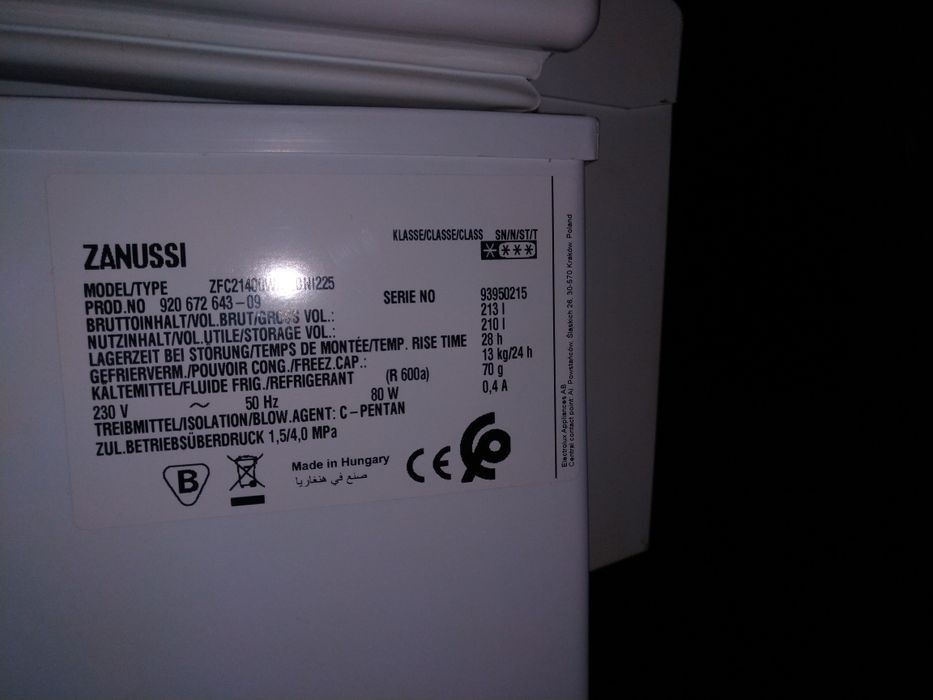 KLASSE/CLASSE/CLASS SN/N/ST/T
ZANUSSI
MODEL/TYPE
PROD.NO 920 672 643-09 SERIE NO 93950215
BRUTTOINHALT/VOL.BRUT/GROSS VOL.: 213 l
NUTZINHALT/VOL.UTILE/STORAGE VOL.: 210 l
LAGERZEIT BEI STÖRUNG/TEMPS DE MONTÉE/TEMP. RISE TIME 28 h
GEFRIERVERM./POUVOIR CONG./FREEZ.CAP.: 13 kg/24 h
KÄLTEMITTEL/FLUIDE FRIG./REFRIGERANT (R 600a) 70 g
230 V ~ 50 Hz 80 W 0,4 A
TREIBMITTEL/ISOLATION/BLOW.AGENT: C-PENTAN
ZUL.BETRIEBSÜBERDRUCK 1,5/4,0 MPa
B
Made in Hungary
صنع في هنغاريا
CE
Electrolux Appliances AB
Central contact point: Al. Powstańców. Śląskich 26, 30-570 Kraków. Poland